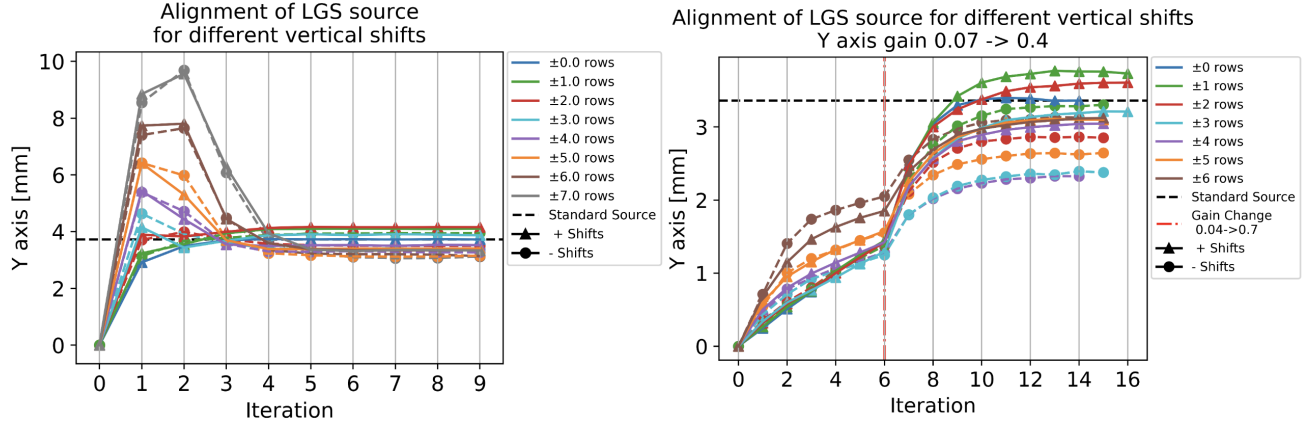 Alignment of LGS source
for different vertical shifts
Y axis [mm]
10
8
6
4
2
0
0 1 2 3 4 5 6 7 8 9
Iteration
±0.0 rows
±1.0 rows
±2.0 rows
±3.0 rows
±4.0 rows
±5.0 rows
±6.0 rows
±7.0 rows
Standard Source
+ Shifts
- Shifts
Alignment of LGS source for different vertical shifts
Y axis gain 0.07 -> 0.4
Y axis [mm]
3
2
1
0
0 2 4 6 8 10 12 14 16
Iteration
±0 rows
±1 rows
±2 rows
±3 rows
±4 rows
±5 rows
±6 rows
Standard Source
Gain Change
0.04->0.7
+ Shifts
- Shifts